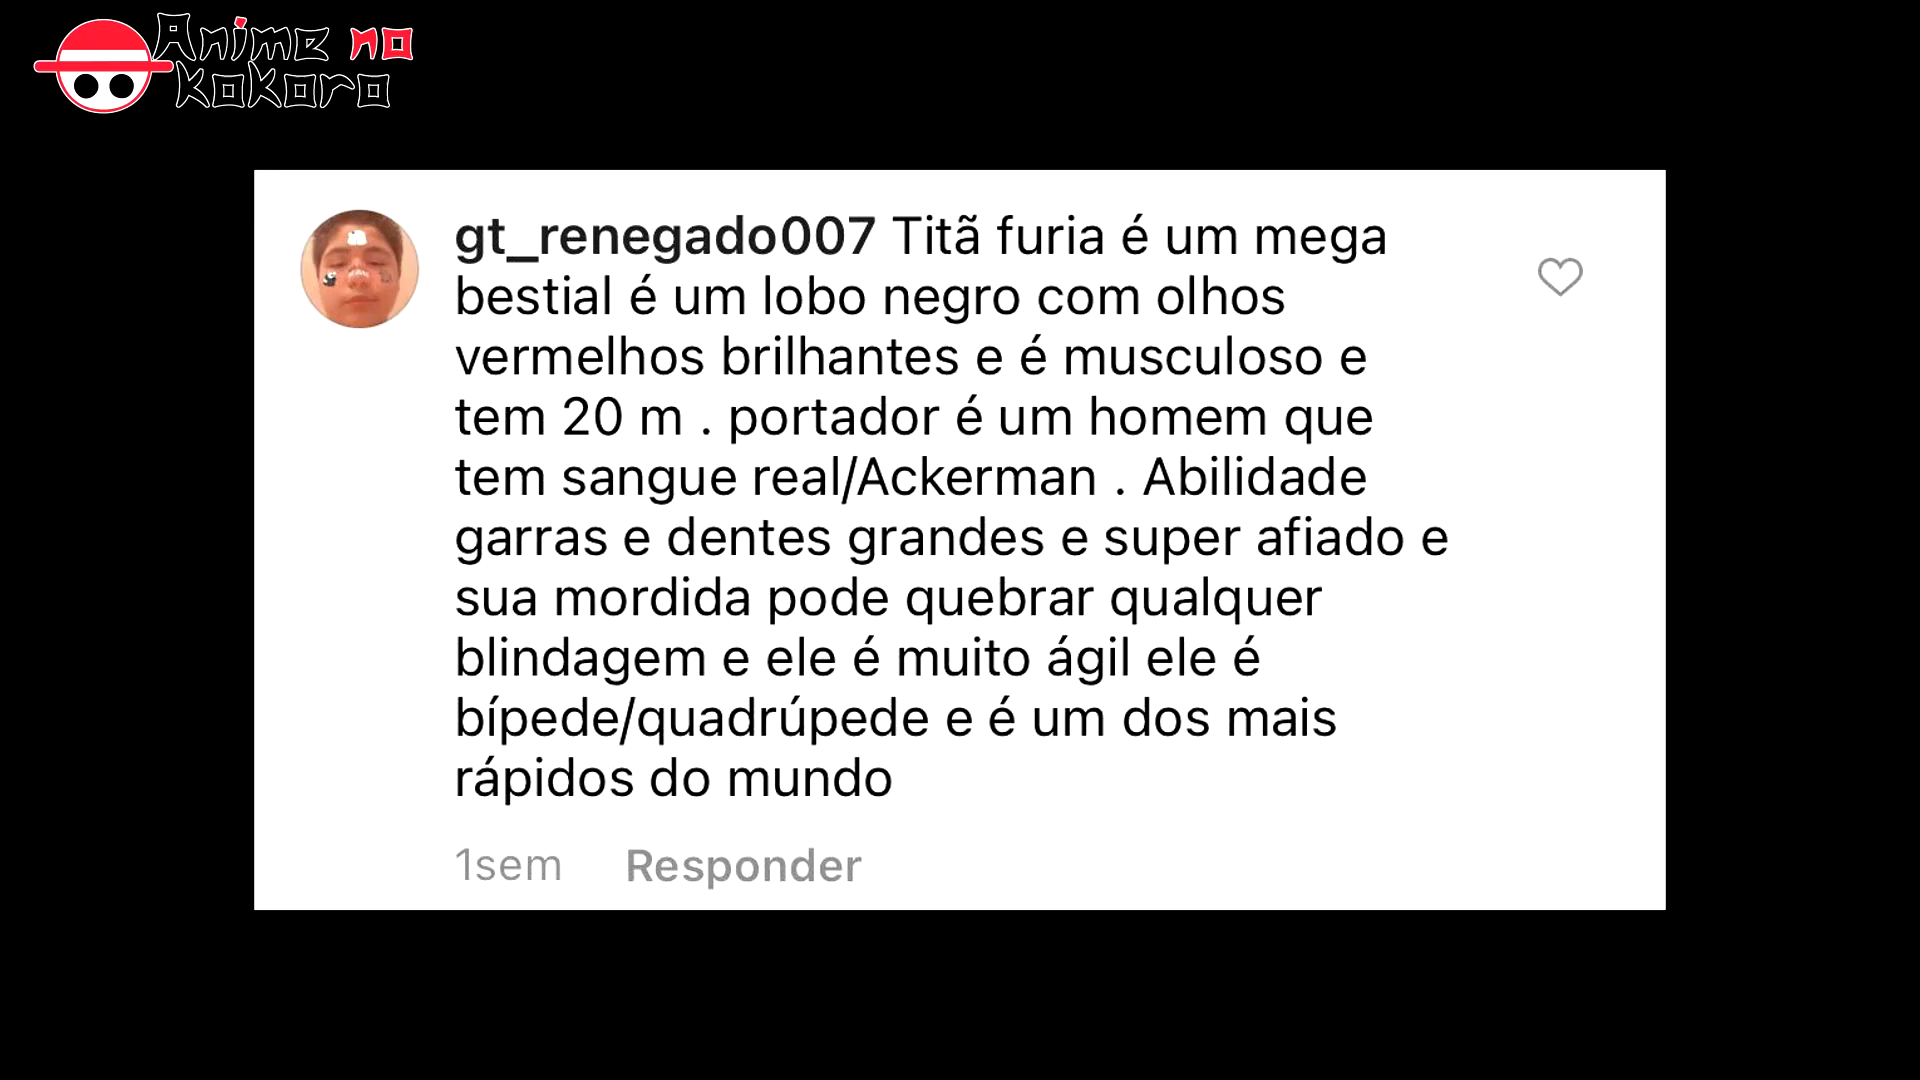 Anime no
kokoro
gt_renegado007 Titã furia é um mega
bestial é um lobo negro com olhos
vermelhos brilhantes e é musculoso e
tem 20 m . portador é um homem que
tem sangue real/Ackerman . Abilidade
garras e dentes grandes e super afiado e
sua mordida pode quebrar qualquer
blindagem e ele é muito ágil ele é
bípede/quadrúpede e é um dos mais
rápidos do mundo
1sem Responder